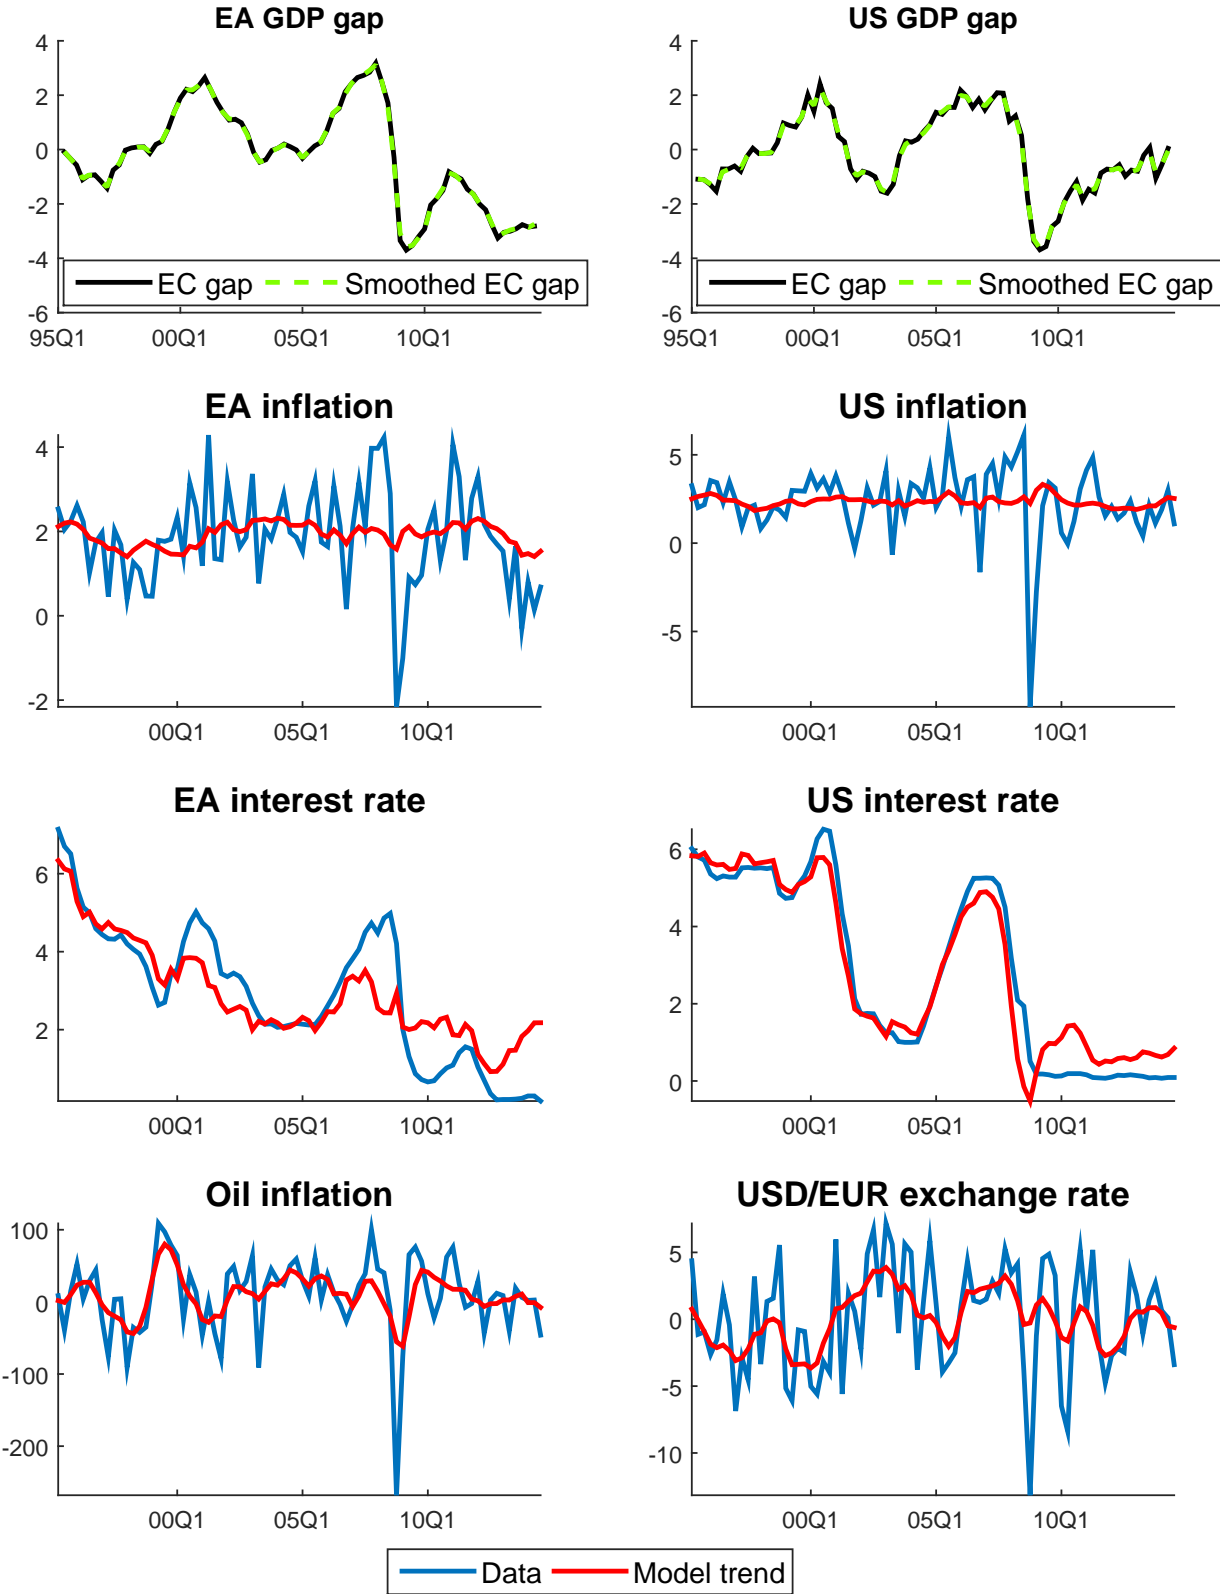 EA GDP gap
4
2
0
-2
-4
-6
EC gap
Smoothed EC gap
95Q1 00Q1 05Q1 10Q1
US GDP gap
4
2
0
-2
-4
-6
EC gap
Smoothed EC gap
95Q1 00Q1 05Q1 10Q1
EA inflation
4
2
0
-2
00Q1 05Q1 10Q1
US inflation
5
0
-5
00Q1 05Q1 10Q1
EA interest rate
6
4
2
00Q1 05Q1 10Q1
US interest rate
6
4
2
0
00Q1 05Q1 10Q1
Oil inflation
100
0
-100
-200
00Q1 05Q1 10Q1
USD/EUR exchange rate
5
0
-5
-10
00Q1 05Q1 10Q1
Data
Model trend